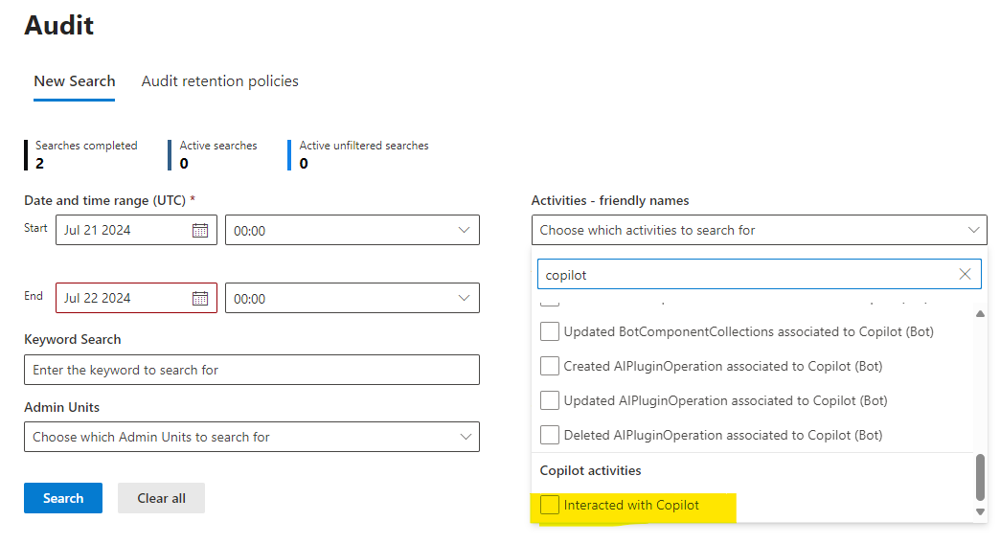 Audit
New Search Audit retention policies
Searches completed Active searches Active unfiltered searches
2 0 0
Date and time range (UTC) *
Start Jul 21 2024 00:00
End Jul 22 2024 00:00
Keyword Search
Enter the keyword to search for
Admin Units
Choose which Admin Units to search for
Search Clear all
Activities - friendly names
Choose which activities to search for
copilot
Updated BotComponentCollections associated to Copilot (Bot)
Created AIPluginOperation associated to Copilot (Bot)
Updated AIPluginOperation associated to Copilot (Bot)
Deleted AIPluginOperation associated to Copilot (Bot)
Copilot activities
Interacted with Copilot